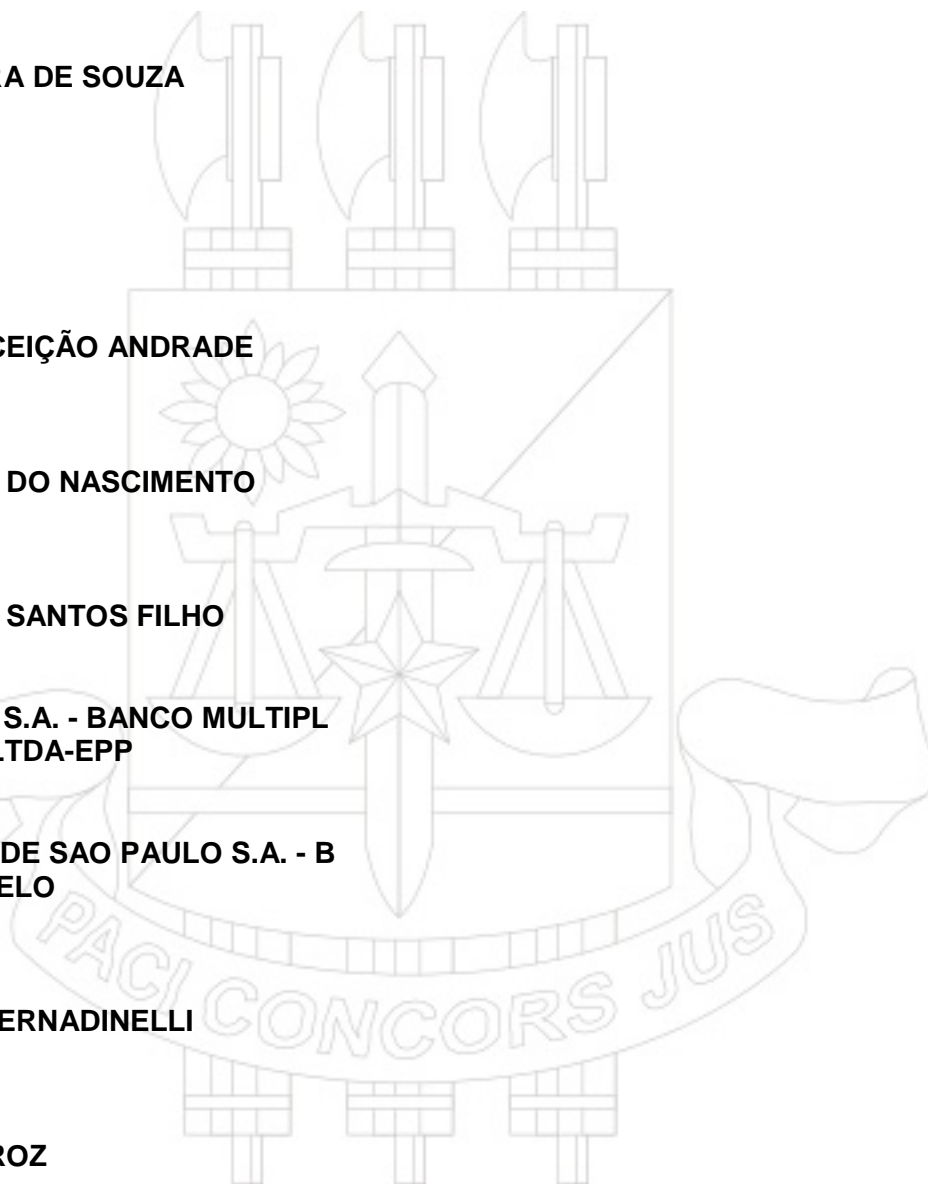 RA DE SOUZA
CEIÇÃO ANDRADE
DO NASCIMENTO
SANTOS FILHO
S.A. - BANCO MULTIPL
LTDA-EPP
DE SAO PAULO S.A. - B
ELO
ERNADINELLI
PACI CONCORS JUS
ROZ